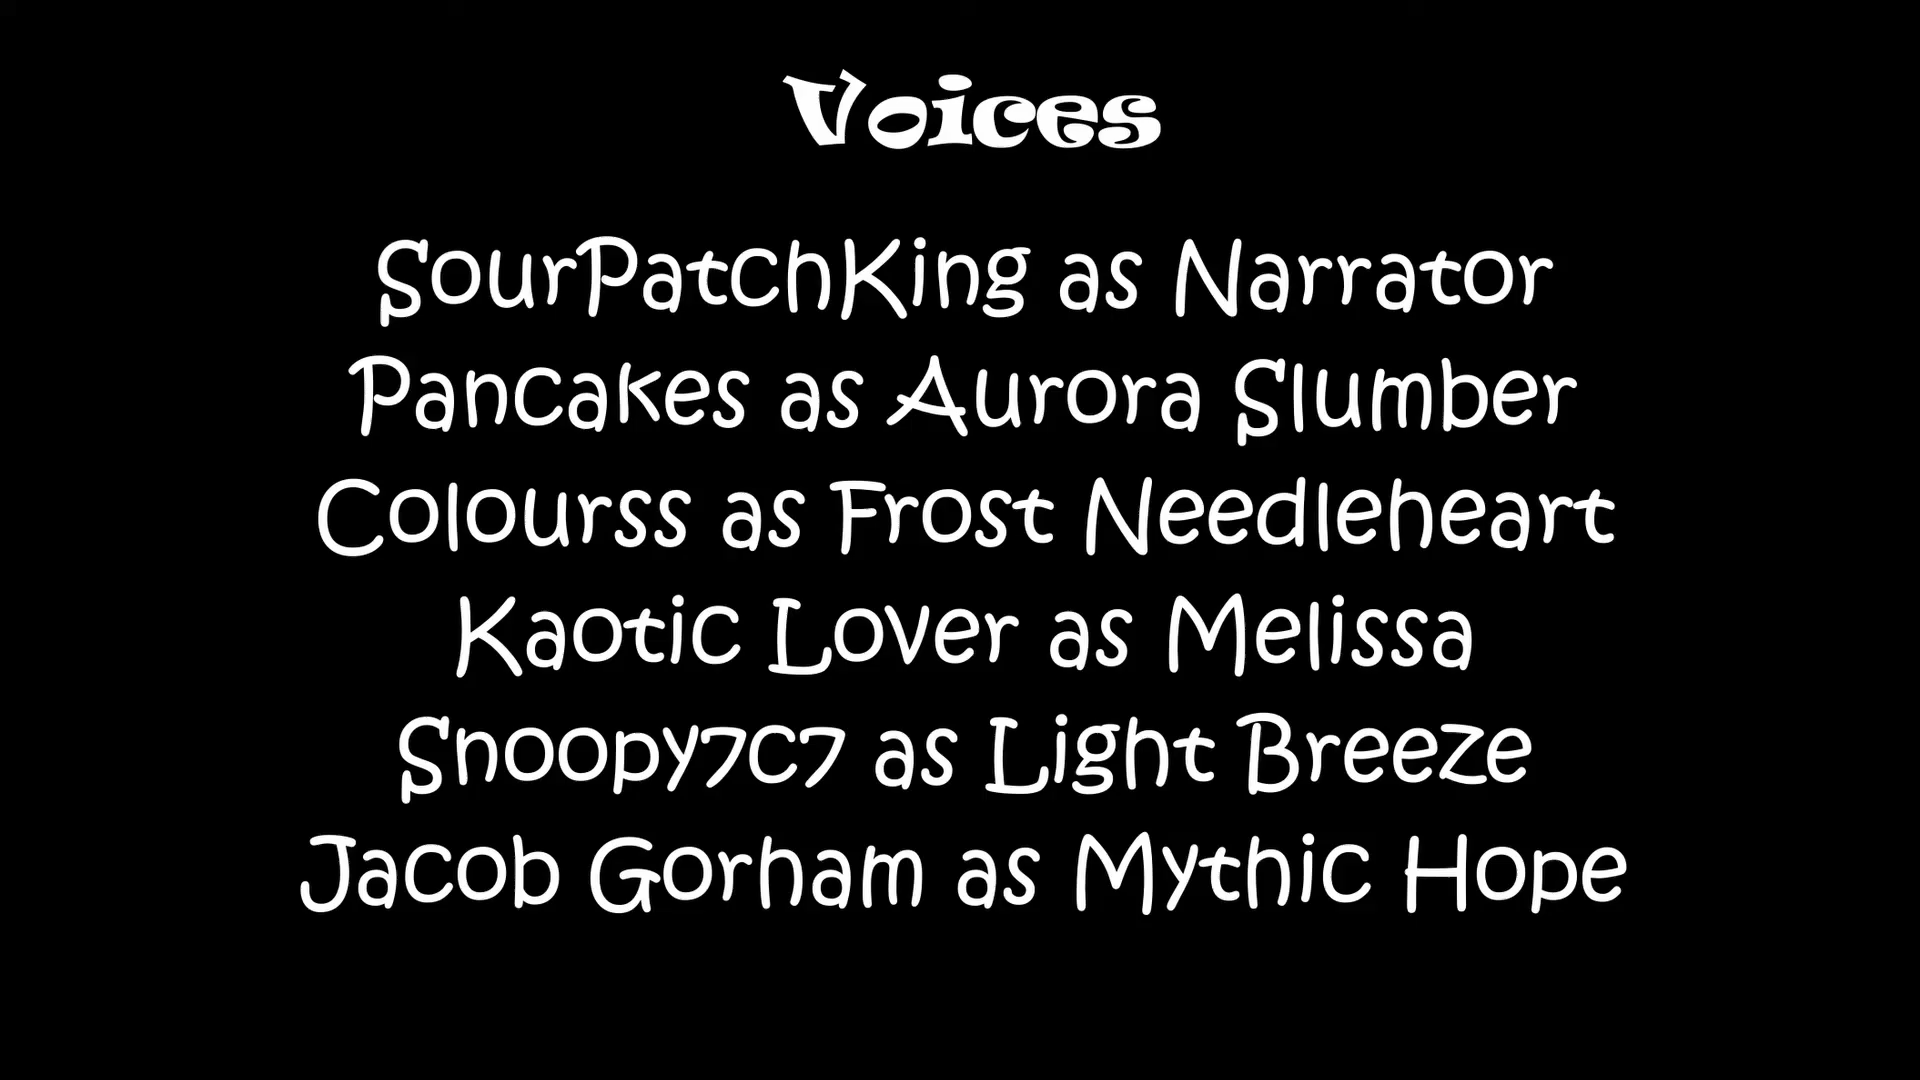 Voices
SourPatchKing as Narrator
Pancakes as Aurora Slumber
Colourss as Frost Needleheart
Kaotic Lover as Melissa
Snoopy7c7 as Light Breeze
Jacob Gorham as Mythic Hope